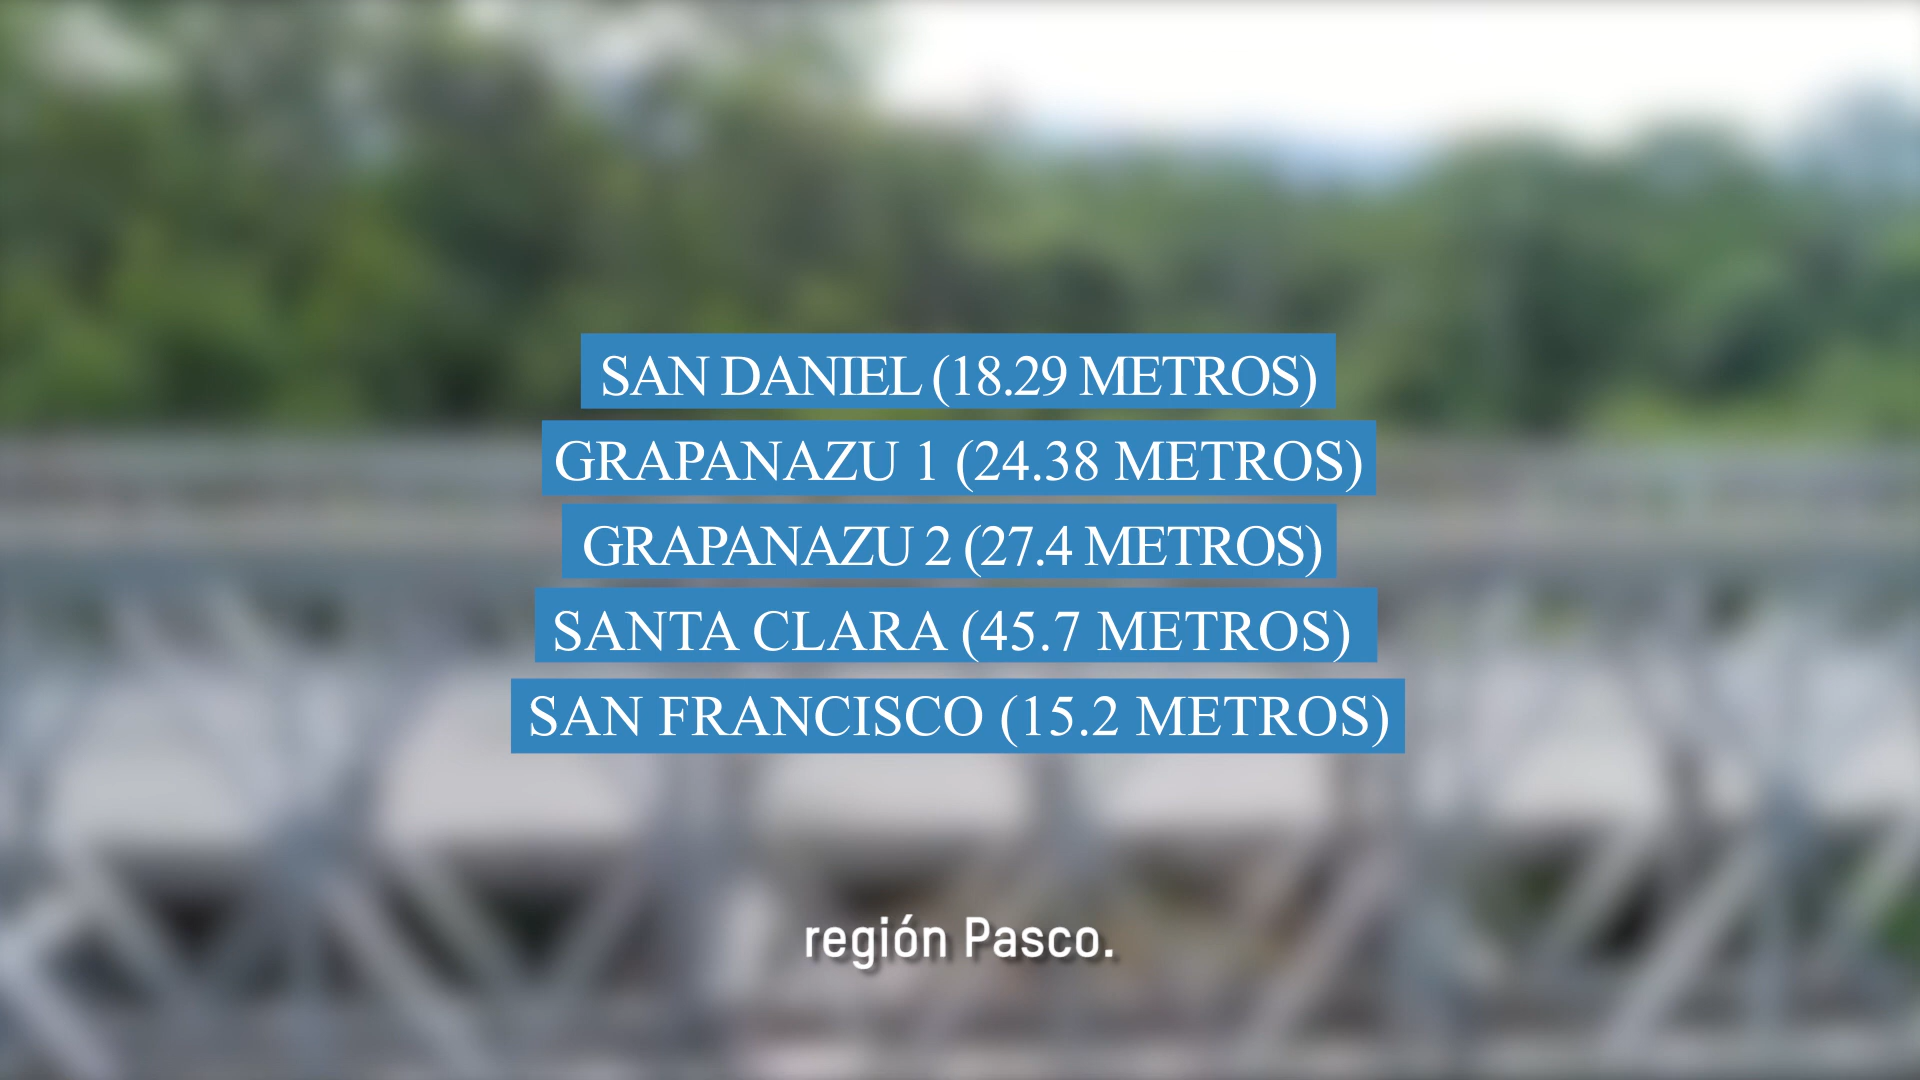 SAN DANIEL (18.29 METROS)
GRAPANAZU 1 (24.38 METROS)
GRAPANAZU 2 (27.4 METROS)
SANTA CLARA (45.7 METROS)
SAN FRANCISCO (15.2 METROS)
región Pasco.